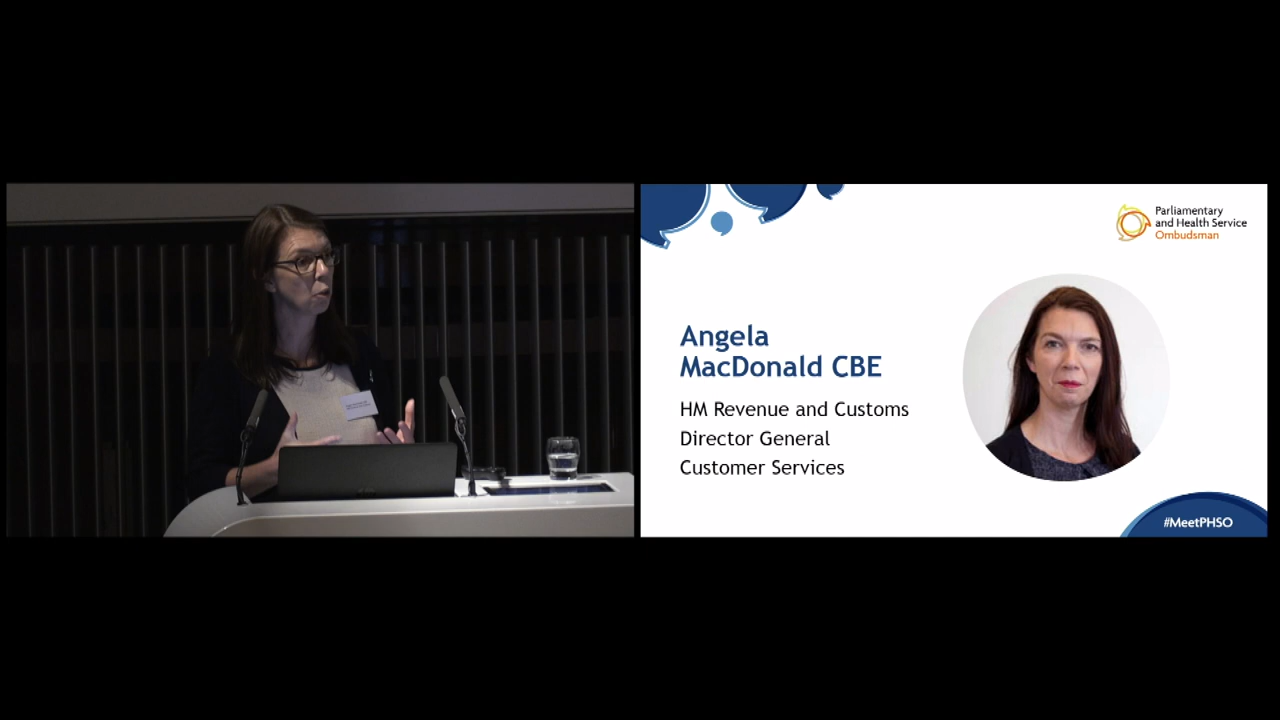 Parliamentary
and Health Service
Ombudsman
Angela
MacDonald CBE
HM Revenue and Customs
Director General
Customer Services
#MeetPHSO